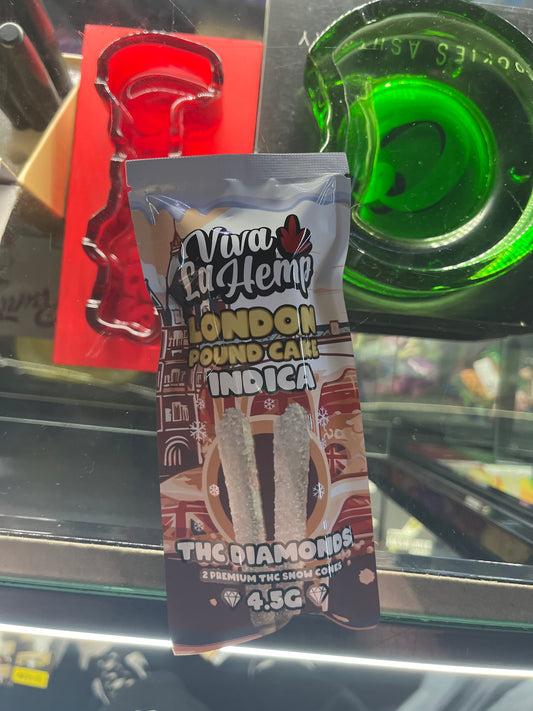 Viva
La Hemp
LONDON
POUND CAKE
INDICA
THC DIAMONDS
2 PREMIUM THC SNOW CONES
4.5G